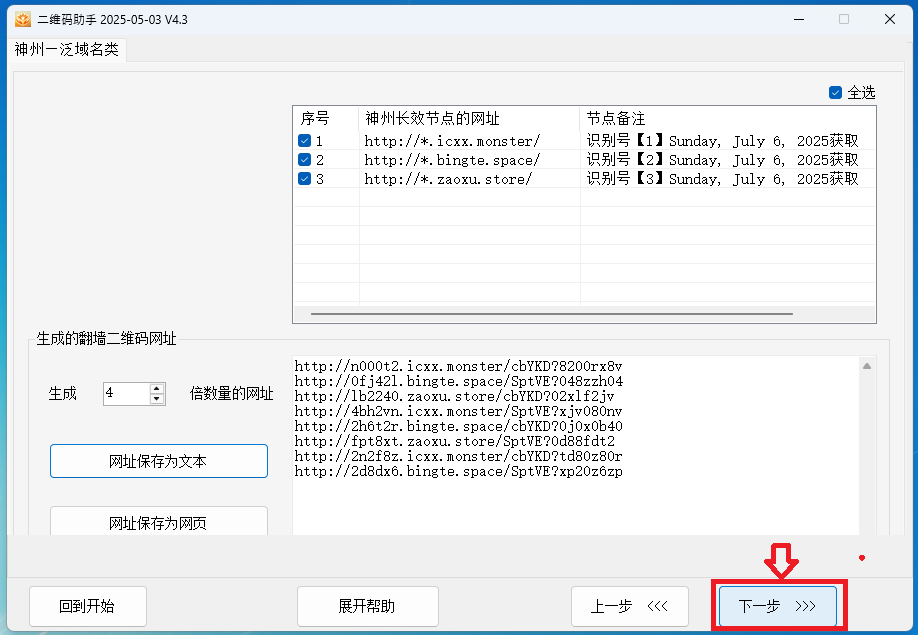 二维码助手 2025-05-03 V4.3
神州－泛域名类
全选
序号 神州长效节点的网址 节点备注
1 http://*.icxx.monster/ 识别号【1】Sunday, July 6, 2025获取
2 http://*.bingte.space/ 识别号【2】Sunday, July 6, 2025获取
3 http://*.zaoxu.store/ 识别号【3】Sunday, July 6, 2025获取
生成的翻墙二维码网址
生成 4 倍数量的网址
网址保存为文本
网址保存为网页
http://n000t2.icxx.monster/cbYKD?8200rx8v
http://0fj42l.bingte.space/SptVE?048zzh04
http://lb2240.zaoxu.store/cbYKD?02xlf2jv
http://4bh2vn.icxx.monster/SptVE?xjv080nv
http://2h6t2r.bingte.space/cbYKD?0j0x0b40
http://fpt8xt.zaoxu.store/SptVE?0d88fdt2
http://2n2f8z.icxx.monster/cbYKD?td80z80r
http://2d8dx6.bingte.space/SptVE?xp20z6zp
回到开始 展开帮助 上一步 <<< 下一步 >>>